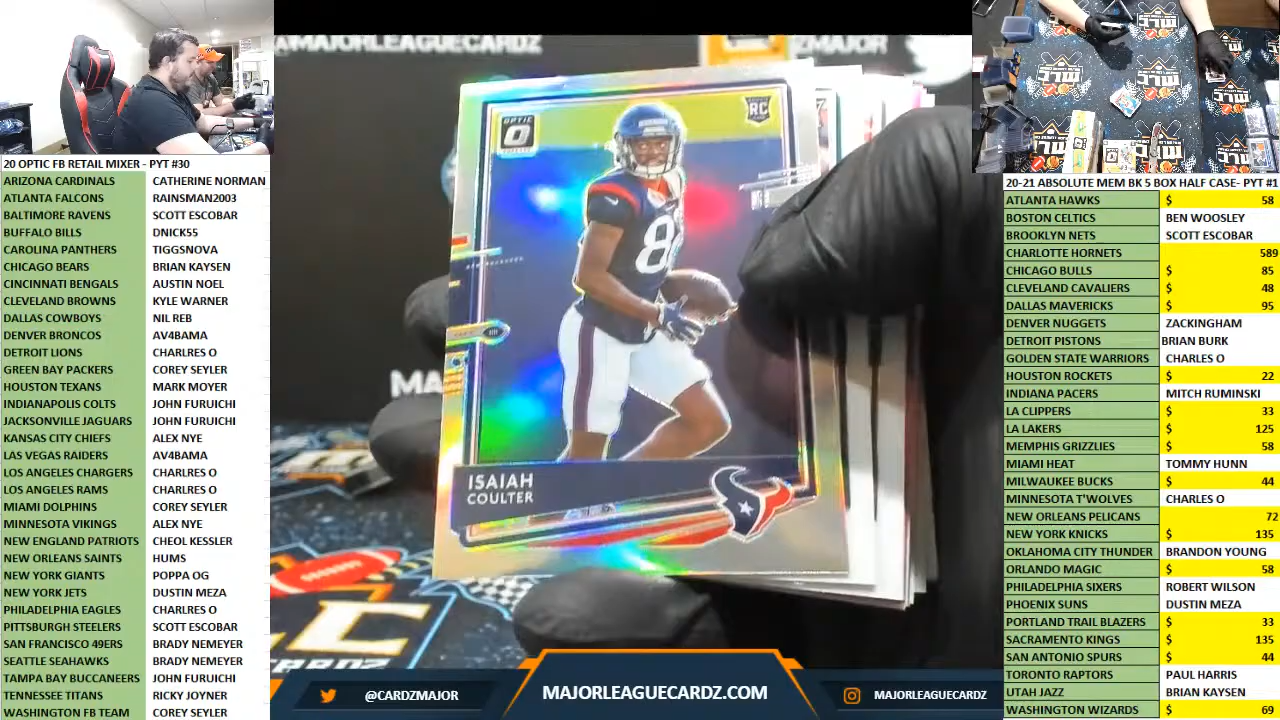 @MAJORLEAGUECARDZ
ZMAJOR
OPTIC
RC
8
MA
ISAIAH
COULTER
20 OPTIC FB RETAIL MIXER - PYT #30
ARIZONA CARDINALS CATHERINE NORMAN
ATLANTA FALCONS RAINSMAN2003
BALTIMORE RAVENS SCOTT ESCOBAR
BUFFALO BILLS DNICK55
CAROLINA PANTHERS TIGGSNOVA
CHICAGO BEARS BRIAN KAYSEN
CINCINNATI BENGALS AUSTIN NOEL
CLEVELAND BROWNS KYLE WARNER
DALLAS COWBOYS NIL REB
DENVER BRONCOS AV4BAMA
DETROIT LIONS CHARLRES O
GREEN BAY PACKERS COREY SEYLER
HOUSTON TEXANS MARK MOYER
INDIANAPOLIS COLTS JOHN FURUICHI
JACKSONVILLE JAGUARS JOHN FURUICHI
KANSAS CITY CHIEFS ALEX NYE
LAS VEGAS RAIDERS AV4BAMA
LOS ANGELES CHARGERS CHARLRES O
LOS ANGELES RAMS CHARLRES O
MIAMI DOLPHINS COREY SEYLER
MINNESOTA VIKINGS ALEX NYE
NEW ENGLAND PATRIOTS CHEOL KESSLER
NEW ORLEANS SAINTS HUMS
NEW YORK GIANTS POPPA OG
NEW YORK JETS DUSTIN MEZA
PHILADELPHIA EAGLES CHARLRES O
PITTSBURGH STEELERS SCOTT ESCOBAR
SAN FRANCISCO 49ERS BRADY NEMEYER
SEATTLE SEAHAWKS BRADY NEMEYER
TAMPA BAY BUCCANEERS JOHN FURUICHI
TENNESSEE TITANS RICKY JOYNER
WASHINGTON FB TEAM COREY SEYLER
20-21 ABSOLUTE MEM BK 5 BOX HALF CASE- PYT #1
ATLANTA HAWKS $ 58
BOSTON CELTICS BEN WOOSLEY
BROOKLYN NETS SCOTT ESCOBAR
CHARLOTTE HORNETS 589
CHICAGO BULLS $ 85
CLEVELAND CAVALIERS $ 48
DALLAS MAVERICKS $ 95
DENVER NUGGETS ZACKINGHAM
DETROIT PISTONS BRIAN BURK
GOLDEN STATE WARRIORS CHARLES O
HOUSTON ROCKETS $ 22
INDIANA PACERS MITCH RUMINSKI
LA CLIPPERS $ 33
LA LAKERS $ 125
MEMPHIS GRIZZLIES $ 58
MIAMI HEAT TOMMY HUNN
MILWAUKEE BUCKS $ 44
MINNESOTA T'WOLVES CHARLES O
NEW ORLEANS PELICANS 72
NEW YORK KNICKS $ 135
OKLAHOMA CITY THUNDER BRANDON YOUNG
ORLANDO MAGIC $ 58
PHILADELPHIA SIXERS ROBERT WILSON
PHOENIX SUNS DUSTIN MEZA
PORTLAND TRAIL BLAZERS $ 33
SACRAMENTO KINGS $ 135
SAN ANTONIO SPURS $ 44
TORONTO RAPTORS PAUL HARRIS
UTAH JAZZ BRIAN KAYSEN
WASHINGTON WIZARDS $ 69
@CARDZMAJOR
MAJORLEAGUECARDZ.COM
MAJORLEAGUECARDZ